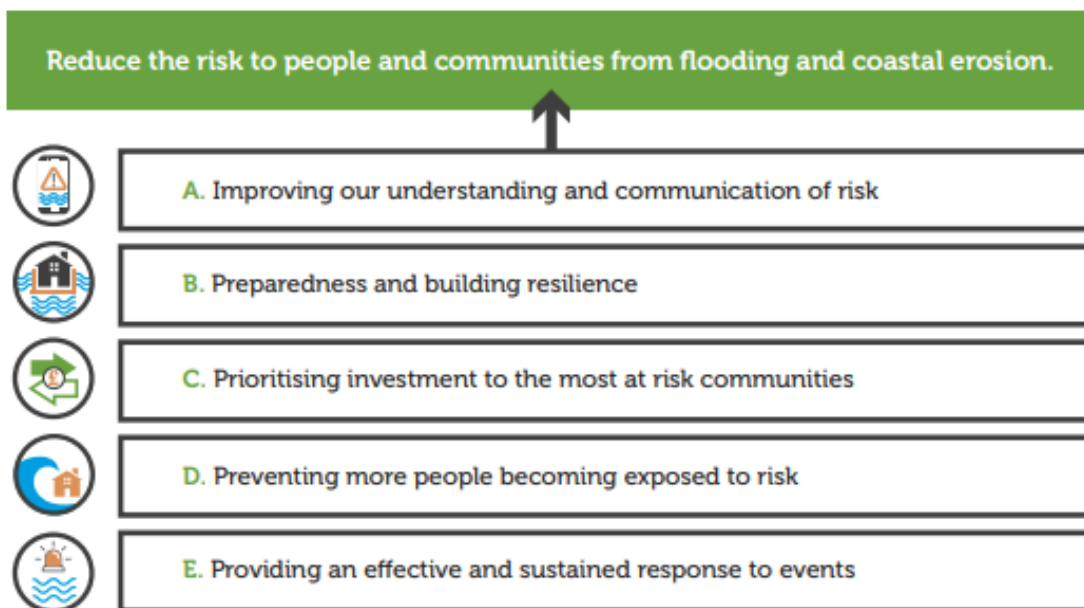 Reduce the risk to people and communities from flooding and coastal erosion.
A. Improving our understanding and communication of risk
B. Preparedness and building resilience
£
C. Prioritising investment to the most at risk communities
D. Preventing more people becoming exposed to risk
E. Providing an effective and sustained response to events